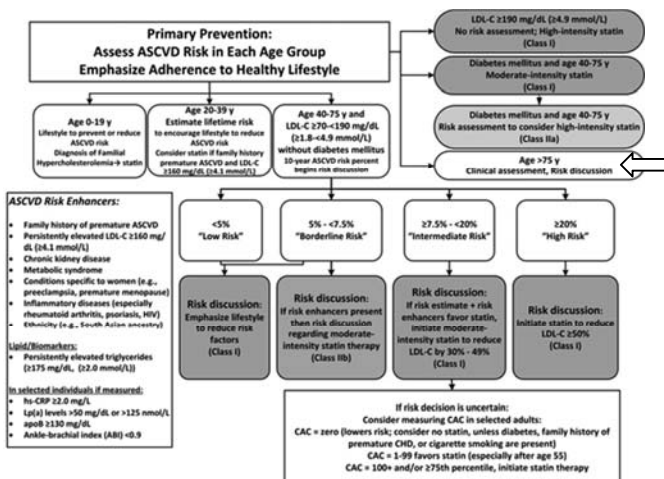 Primary Prevention:
Assess ASCVD Risk in Each Age Group
Emphasize Adherence to Healthy Lifestyle
LDL-C ≥190 mg/dL (≥4.9 mmol/L)
No risk assessment; High-intensity statin
(Class I)
Diabetes mellitus and age 40-75 y
Moderate-intensity statin
(Class I)
Diabetes mellitus and age 40-75 y
Risk assessment to consider high-intensity statin
(Class IIa)
Age >75 y
Clinical assessment, Risk discussion
Age 0-19 y
Lifestyle to prevent or reduce
ASCVD risk
Diagnosis of Familial
Hypercholesterolemia→ statin
Age 20-39 y
Estimate lifetime risk
to encourage lifestyle to reduce
ASCVD risk
Consider statin if family history
premature ASCVD and LDL-C
≥160 mg/dL (≥4.1 mmol/L)
Age 40-75 y and
LDL-C ≥70-<190 mg/dL
(≥1.8-<4.9 mmol/L)
without diabetes mellitus
10-year ASCVD risk percent
begins risk discussion
ASCVD Risk Enhancers:
• Family history of premature ASCVD
• Persistently elevated LDL-C ≥160 mg/
dL (≥4.1 mmol/L)
• Chronic kidney disease
• Metabolic syndrome
• Conditions specific to women (e.g.,
preeclampsia, premature menopause)
• Inflammatory diseases (especially
rheumatoid arthritis, psoriasis, HIV)
• Ethnicity (e.g., South Asian ancestry)
Lipid/Biomarkers:
• Persistently elevated triglycerides
(≥175 mg/dL, (≥2.0 mmol/L))
In selected individuals if measured:
• hs-CRP ≥2.0 mg/L
• Lp(a) levels >50 mg/dL or >125 nmol/L
• apoB ≥130 mg/dL
• Ankle-brachial index (ABI) <0.9
<5%
"Low Risk"
5% - <7.5%
"Borderline Risk"
≥7.5% - <20%
"Intermediate Risk"
≥20%
"High Risk"
Risk discussion:
Emphasize lifestyle
to reduce risk
factors
(Class I)
Risk discussion:
If risk enhancers present
then risk discussion
regarding moderate-
intensity statin therapy
(Class IIb)
Risk discussion:
If risk estimate + risk
enhancers favor statin,
initiate moderate-
intensity statin to reduce
LDL-C by 30% - 49%
(Class I)
Risk discussion:
Initiate statin to reduce
LDL-C ≥50%
(Class I)
If risk decision is uncertain:
Consider measuring CAC in selected adults:
CAC = zero (lowers risk; consider no statin, unless diabetes, family history of
premature CHD, or cigarette smoking are present)
CAC = 1-99 favors statin (especially after age 55)
CAC = 100+ and/or ≥75th percentile, initiate statin therapy